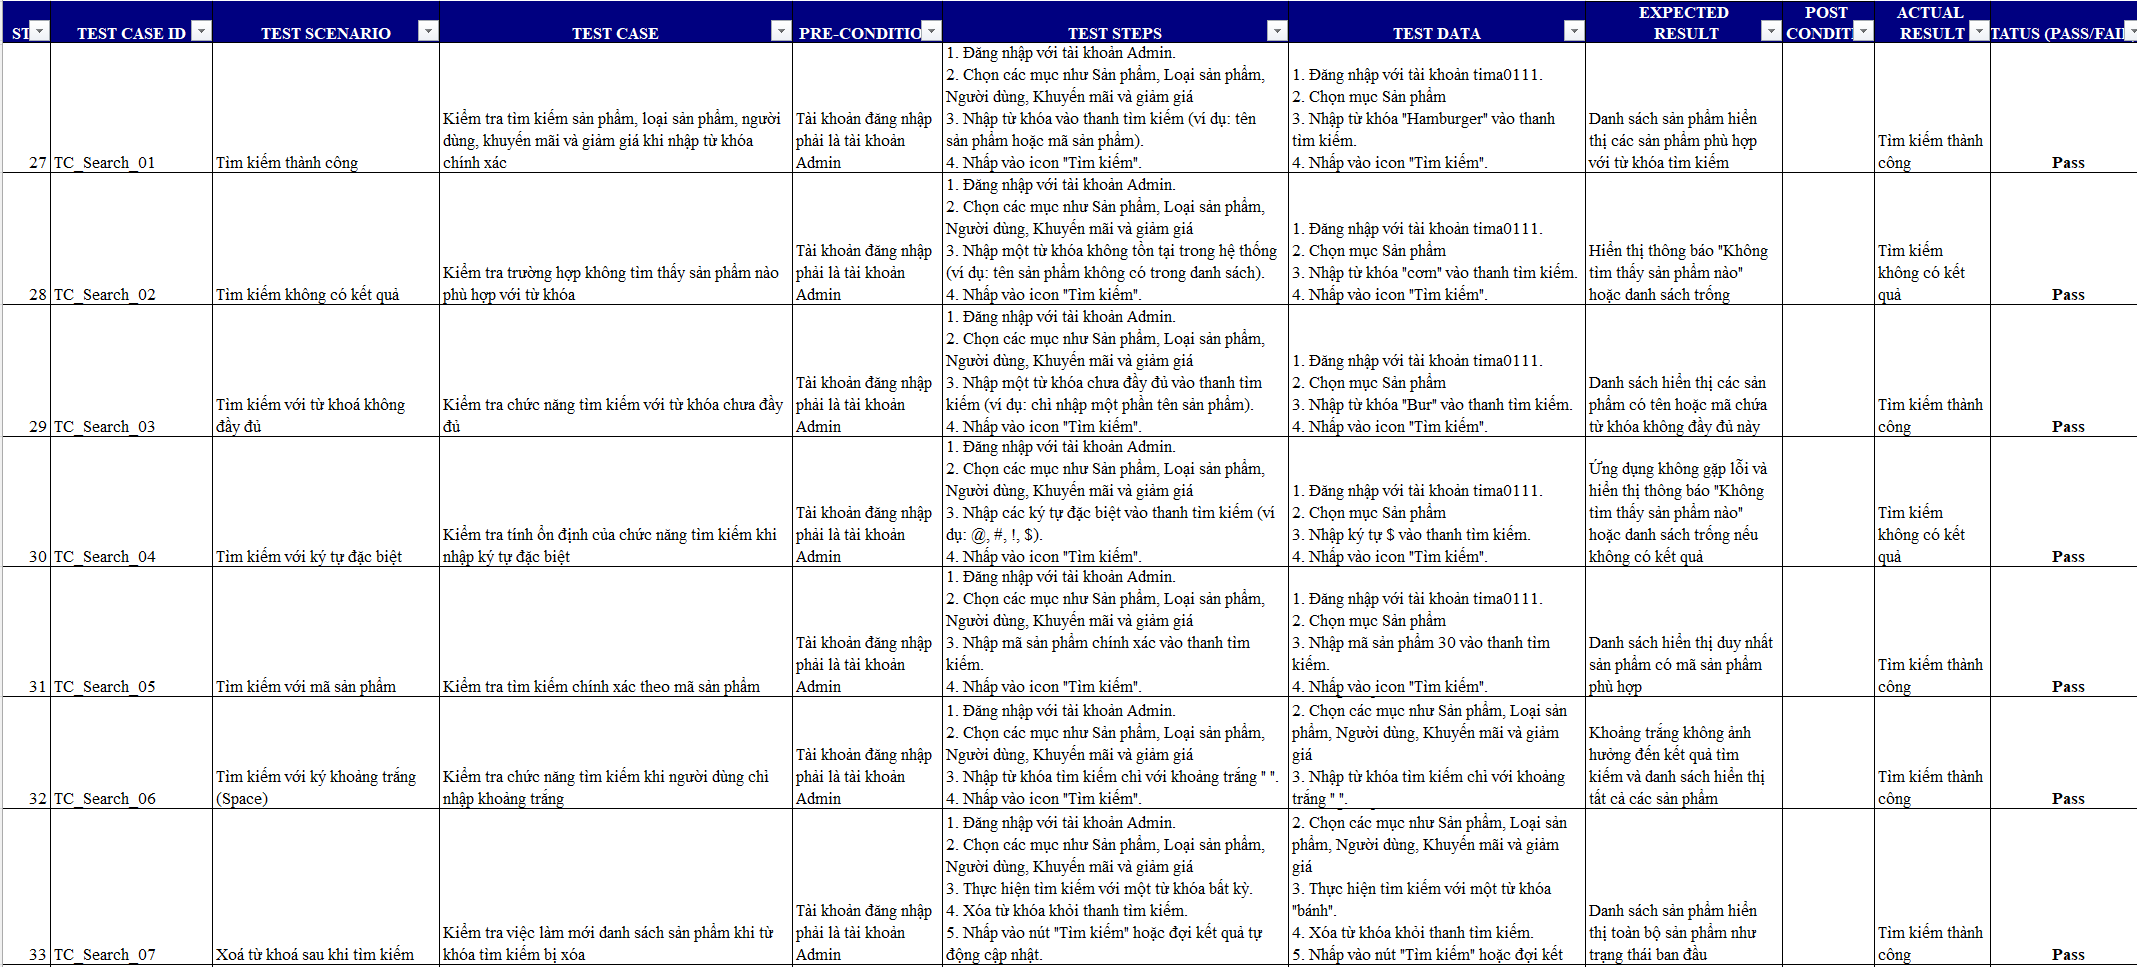 ST
TEST CASE ID
TEST SCENARIO
TEST CASE
PRE-CONDITIO
TEST STEPS
TEST DATA
EXPECTED
RESULT
POST
CONDIT
ACTUAL
RESULT
TATUS (PASS/FAIL
27
TC_Search_01
Tìm kiếm thành công
Kiểm tra tìm kiếm sản phẩm, loại sản phẩm, người
dùng, khuyến mãi và giảm giá khi nhập từ khóa
chính xác
Tài khoản đăng nhập
phải là tài khoản
Admin
1. Đăng nhập với tài khoản Admin.
2. Chọn các mục như Sản phẩm, Loại sản phẩm,
Người dùng, Khuyến mãi và giảm giá
3. Nhập từ khóa vào thanh tìm kiếm (ví dụ: tên
sản phẩm hoặc mã sản phẩm).
4. Nhấp vào icon "Tìm kiếm".
1. Đăng nhập với tài khoản tima0111.
2. Chọn mục Sản phẩm
3. Nhập từ khóa "Hamburger" vào thanh
tìm kiếm.
4. Nhấp vào icon "Tìm kiếm".
Danh sách sản phẩm hiển
thị các sản phẩm phù hợp
với từ khóa tìm kiếm
Tìm kiếm thành
công
Pass
28
TC_Search_02
Tìm kiếm không có kết quả
Kiểm tra trường hợp không tìm thấy sản phẩm nào
phù hợp với từ khóa
Tài khoản đăng nhập
phải là tài khoản
Admin
1. Đăng nhập với tài khoản Admin.
2. Chọn các mục như Sản phẩm, Loại sản phẩm,
Người dùng, Khuyến mãi và giảm giá
3. Nhập một từ khóa không tồn tại trong hệ thống
(ví dụ: tên sản phẩm không có trong danh sách).
4. Nhấp vào icon "Tìm kiếm".
1. Đăng nhập với tài khoản tima0111.
2. Chọn mục Sản phẩm
3. Nhập từ khóa "cơm" vào thanh tìm kiếm.
4. Nhấp vào icon "Tìm kiếm".
Hiển thị thông báo "Không
tìm thấy sản phẩm nào"
hoặc danh sách trống
Tìm kiếm
không có kết
quả
Pass
29
TC_Search_03
Tìm kiếm với từ khoá không
đầy đủ
Kiểm tra chức năng tìm kiếm với từ khóa chưa đầy
đủ
Tài khoản đăng nhập
phải là tài khoản
Admin
1. Đăng nhập với tài khoản Admin.
2. Chọn các mục như Sản phẩm, Loại sản phẩm,
Người dùng, Khuyến mãi và giảm giá
3. Nhập một từ khóa chưa đầy đủ vào thanh tìm
kiếm (ví dụ: chỉ nhập một phần tên sản phẩm).
4. Nhấp vào icon "Tìm kiếm".
1. Đăng nhập với tài khoản tima0111.
2. Chọn mục Sản phẩm
3. Nhập từ khóa "Bur" vào thanh tìm kiếm.
4. Nhấp vào icon "Tìm kiếm".
Danh sách hiển thị các sản
phẩm có tên hoặc mã chứa
từ khóa không đầy đủ này
Tìm kiếm thành
công
Pass
30
TC_Search_04
Tìm kiếm với ký tự đặc biệt
Kiểm tra tính ổn định của chức năng tìm kiếm khi
nhập ký tự đặc biệt
Tài khoản đăng nhập
phải là tài khoản
Admin
1. Đăng nhập với tài khoản Admin.
2. Chọn các mục như Sản phẩm, Loại sản phẩm,
Người dùng, Khuyến mãi và giảm giá
3. Nhập các ký tự đặc biệt vào thanh tìm kiếm (ví
dụ: @, #, !, $).
4. Nhấp vào icon "Tìm kiếm".
1. Đăng nhập với tài khoản tima0111.
2. Chọn mục Sản phẩm
3. Nhập ký tự $ vào thanh tìm kiếm.
4. Nhấp vào icon "Tìm kiếm".
Ứng dụng không gặp lỗi và
hiển thị thông báo "Không
tìm thấy sản phẩm nào"
hoặc danh sách trống nếu
không có kết quả
Tìm kiếm
không có kết
quả
Pass
31
TC_Search_05
Tìm kiếm với mã sản phẩm
Kiểm tra tìm kiếm chính xác theo mã sản phẩm
Tài khoản đăng nhập
phải là tài khoản
Admin
1. Đăng nhập với tài khoản Admin.
2. Chọn các mục như Sản phẩm, Loại sản phẩm,
Người dùng, Khuyến mãi và giảm giá
3. Nhập mã sản phẩm chính xác vào thanh tìm
kiếm.
4. Nhấp vào icon "Tìm kiếm".
1. Đăng nhập với tài khoản tima0111.
2. Chọn mục Sản phẩm
3. Nhập mã sản phẩm 30 vào thanh tìm
kiếm.
4. Nhấp vào icon "Tìm kiếm".
Danh sách hiển thị duy nhất
sản phẩm có mã sản phẩm
phù hợp
Tìm kiếm thành
công
Pass
32
TC_Search_06
Tìm kiếm với ký khoảng trắng
(Space)
Kiểm tra chức năng tìm kiếm khi người dùng chỉ
nhập khoảng trắng
Tài khoản đăng nhập
phải là tài khoản
Admin
1. Đăng nhập với tài khoản Admin.
2. Chọn các mục như Sản phẩm, Loại sản phẩm,
Người dùng, Khuyến mãi và giảm giá
3. Nhập từ khóa tìm kiếm chỉ với khoảng trắng " ".
4. Nhấp vào icon "Tìm kiếm".
2. Chọn các mục như Sản phẩm, Loại sản
phẩm, Người dùng, Khuyến mãi và giảm
giá
3. Nhập từ khóa tìm kiếm chỉ với khoảng
trắng " ".
Khoảng trắng không ảnh
hưởng đến kết quả tìm
kiếm và danh sách hiển thị
tất cả các sản phẩm
Tìm kiếm thành
công
Pass
33
TC_Search_07
Xoá từ khoá sau khi tìm kiếm
Kiểm tra việc làm mới danh sách sản phẩm khi từ
khóa tìm kiếm bị xóa
Tài khoản đăng nhập
phải là tài khoản
Admin
1. Đăng nhập với tài khoản Admin.
2. Chọn các mục như Sản phẩm, Loại sản phẩm,
Người dùng, Khuyến mãi và giảm giá
3. Thực hiện tìm kiếm với một từ khóa bất kỳ.
4. Xóa từ khóa khỏi thanh tìm kiếm.
5. Nhấp vào nút "Tìm kiếm" hoặc đợi kết quả tự
động cập nhật.
2. Chọn các mục như Sản phẩm, Loại sản
phẩm, Người dùng, Khuyến mãi và giảm
giá
3. Thực hiện tìm kiếm với một từ khóa
"bánh".
4. Xóa từ khóa khỏi thanh tìm kiếm.
5. Nhấp vào nút "Tìm kiếm" hoặc đợi kết
Danh sách sản phẩm hiển
thị toàn bộ sản phẩm như
trạng thái ban đầu
Tìm kiếm thành
công
Pass